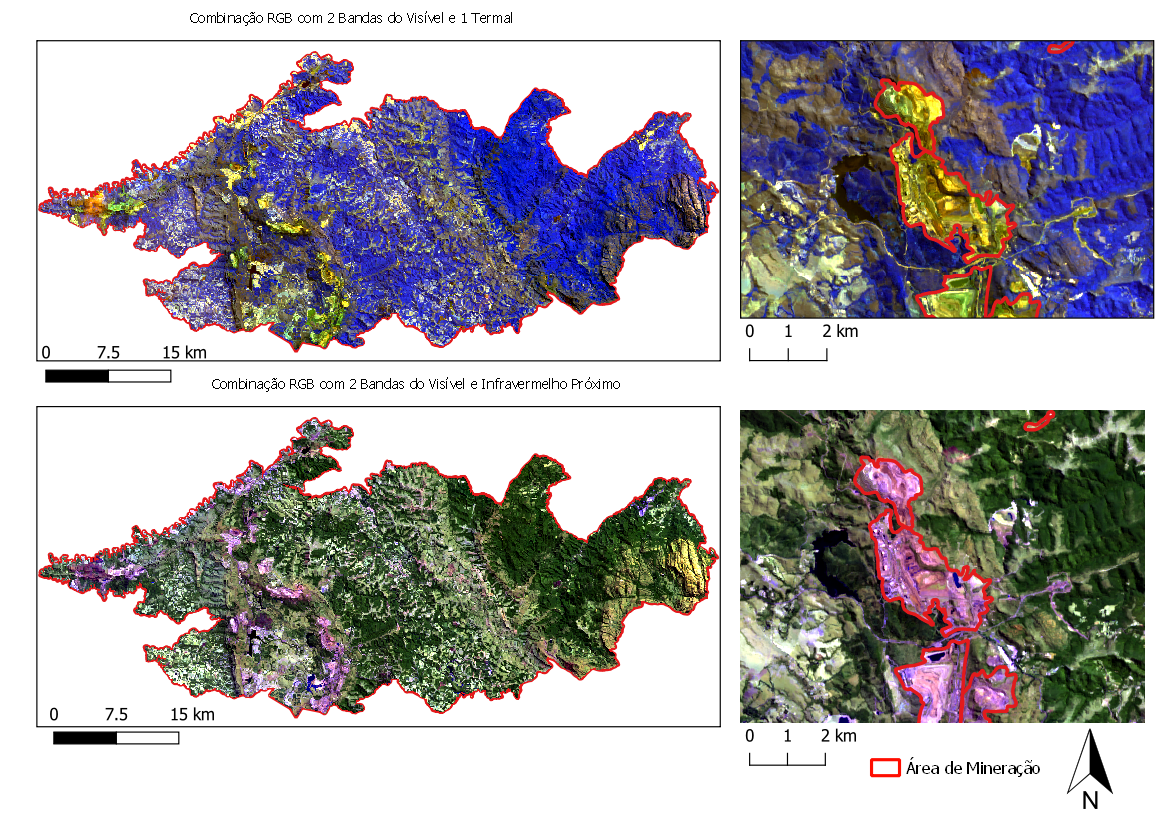 Combinação RGB com 2 Bandas do Visível e 1 Termal
0 7.5 15 km
0 1 2 km
Combinação RGB com 2 Bandas do Visível e Infravermelho Próximo
0 7.5 15 km
0 1 2 km
Área de Mineração
N